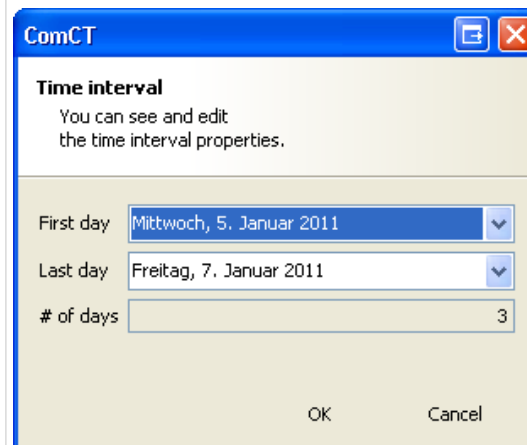 ComCT
Time interval
You can see and edit
the time interval properties.
First day Mittwoch, 5. Januar 2011
Last day Freitag, 7. Januar 2011
# of days 3
OK Cancel